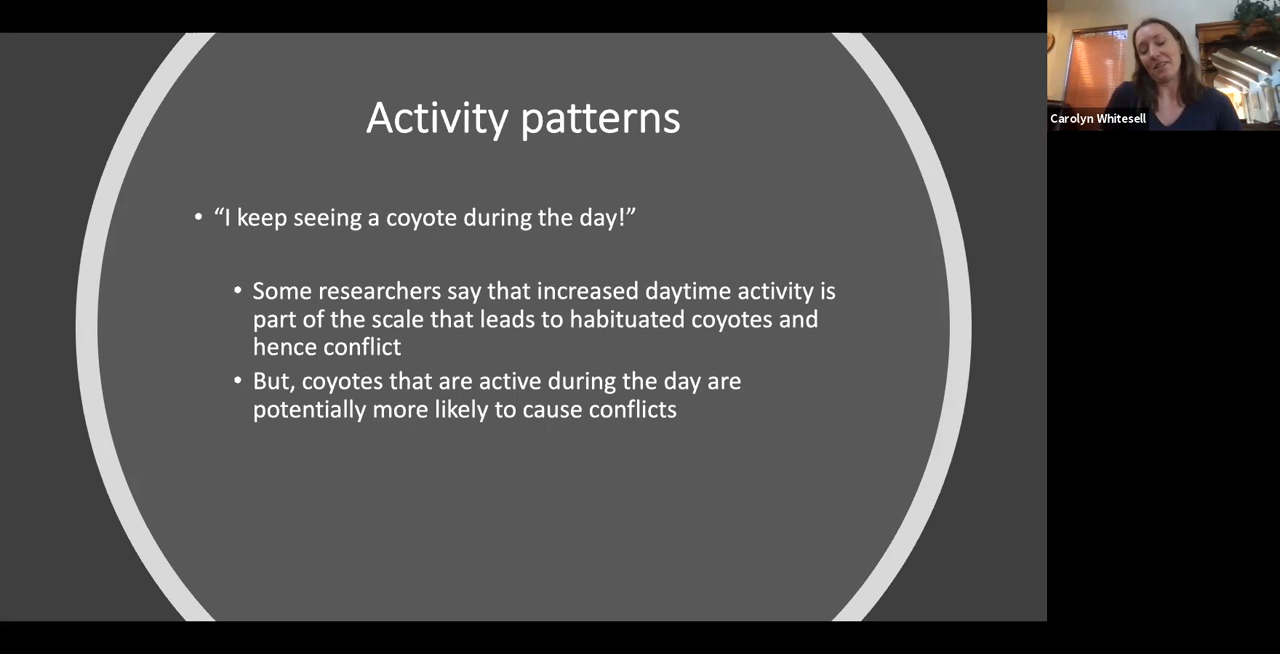 Activity patterns
• “I keep seeing a coyote during the day!”
• Some researchers say that increased daytime activity is
part of the scale that leads to habituated coyotes and
hence conflict
• But, coyotes that are active during the day are
potentially more likely to cause conflicts
Carolyn Whitesell